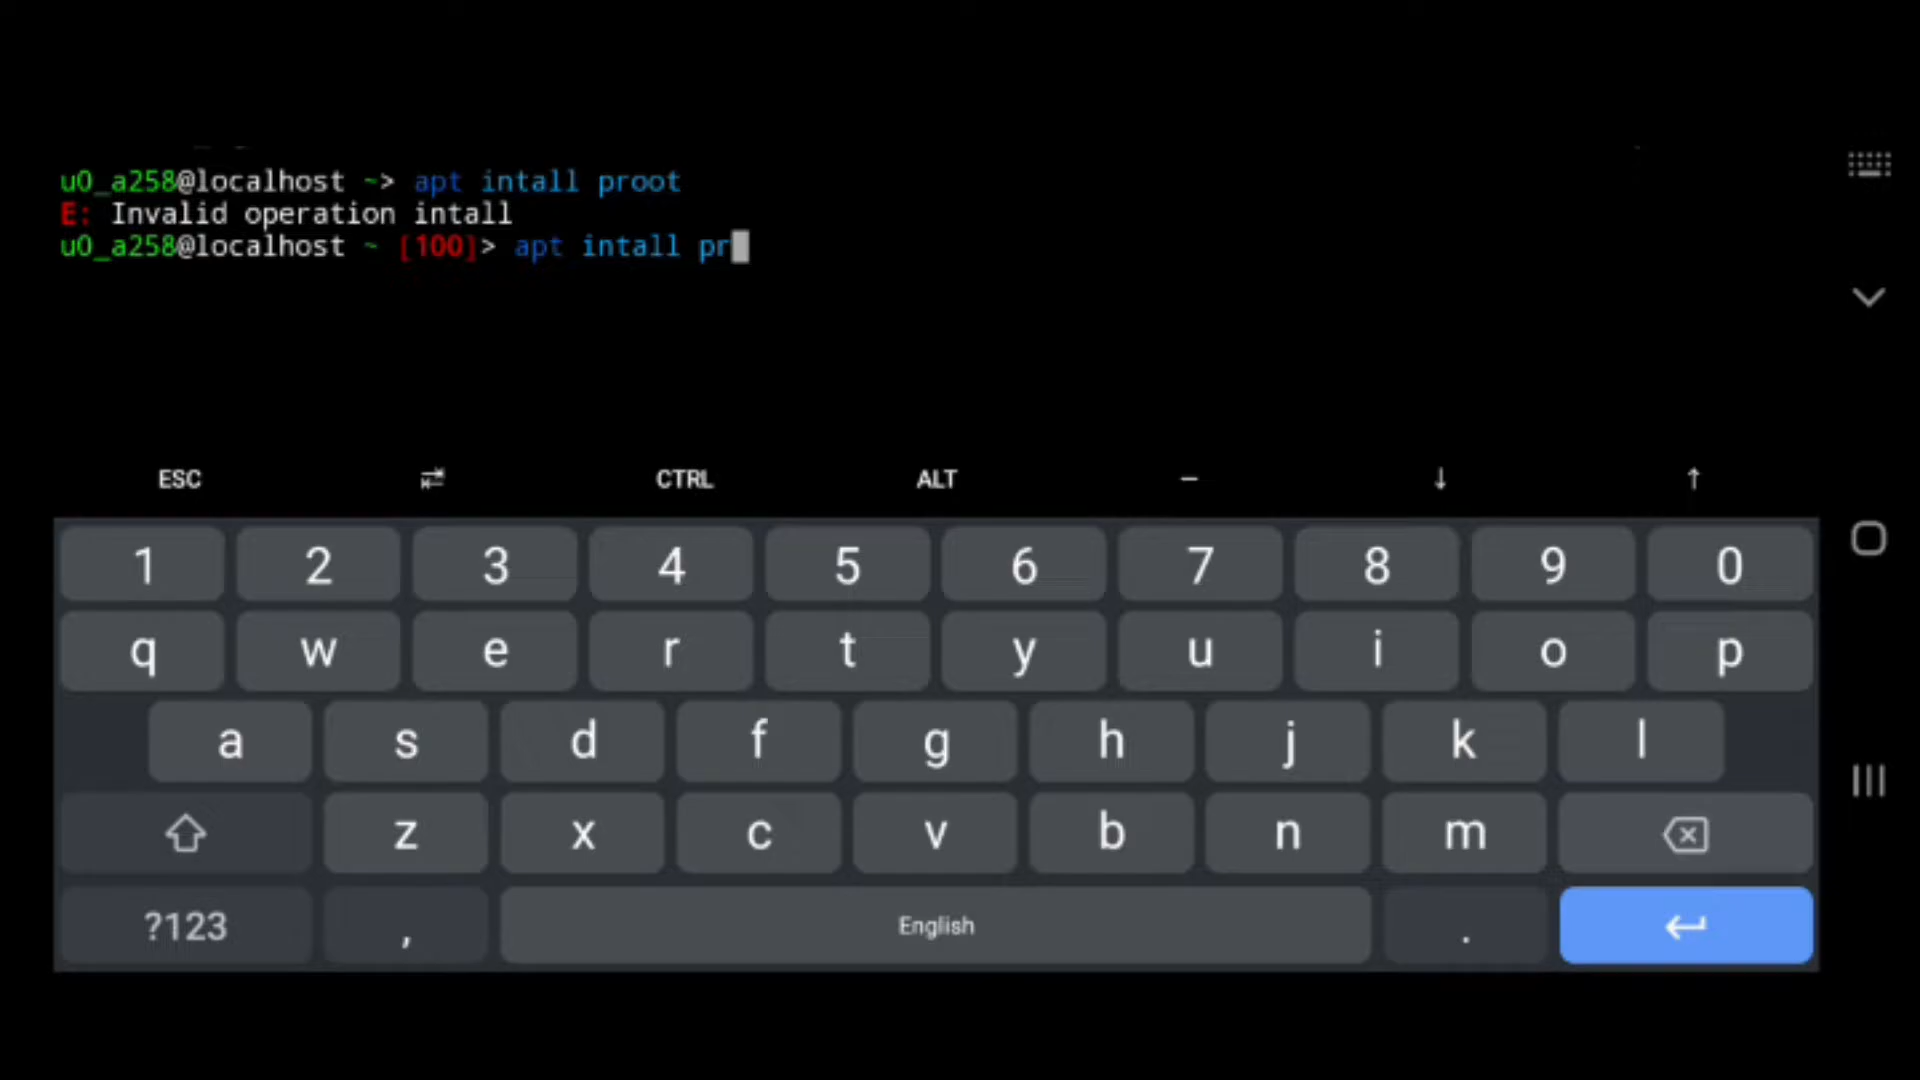 u0_a258@localhost ~> apt intall proot
E: Invalid operation intall
u0_a258@localhost ~ [100]> apt intall pr
ESC CTRL ALT – ↓ ↑
1 2 3 4 5 6 7 8 9 0
q w e r t y u i o p
a s d f g h j k l
z x c v b n m
?123 , English .